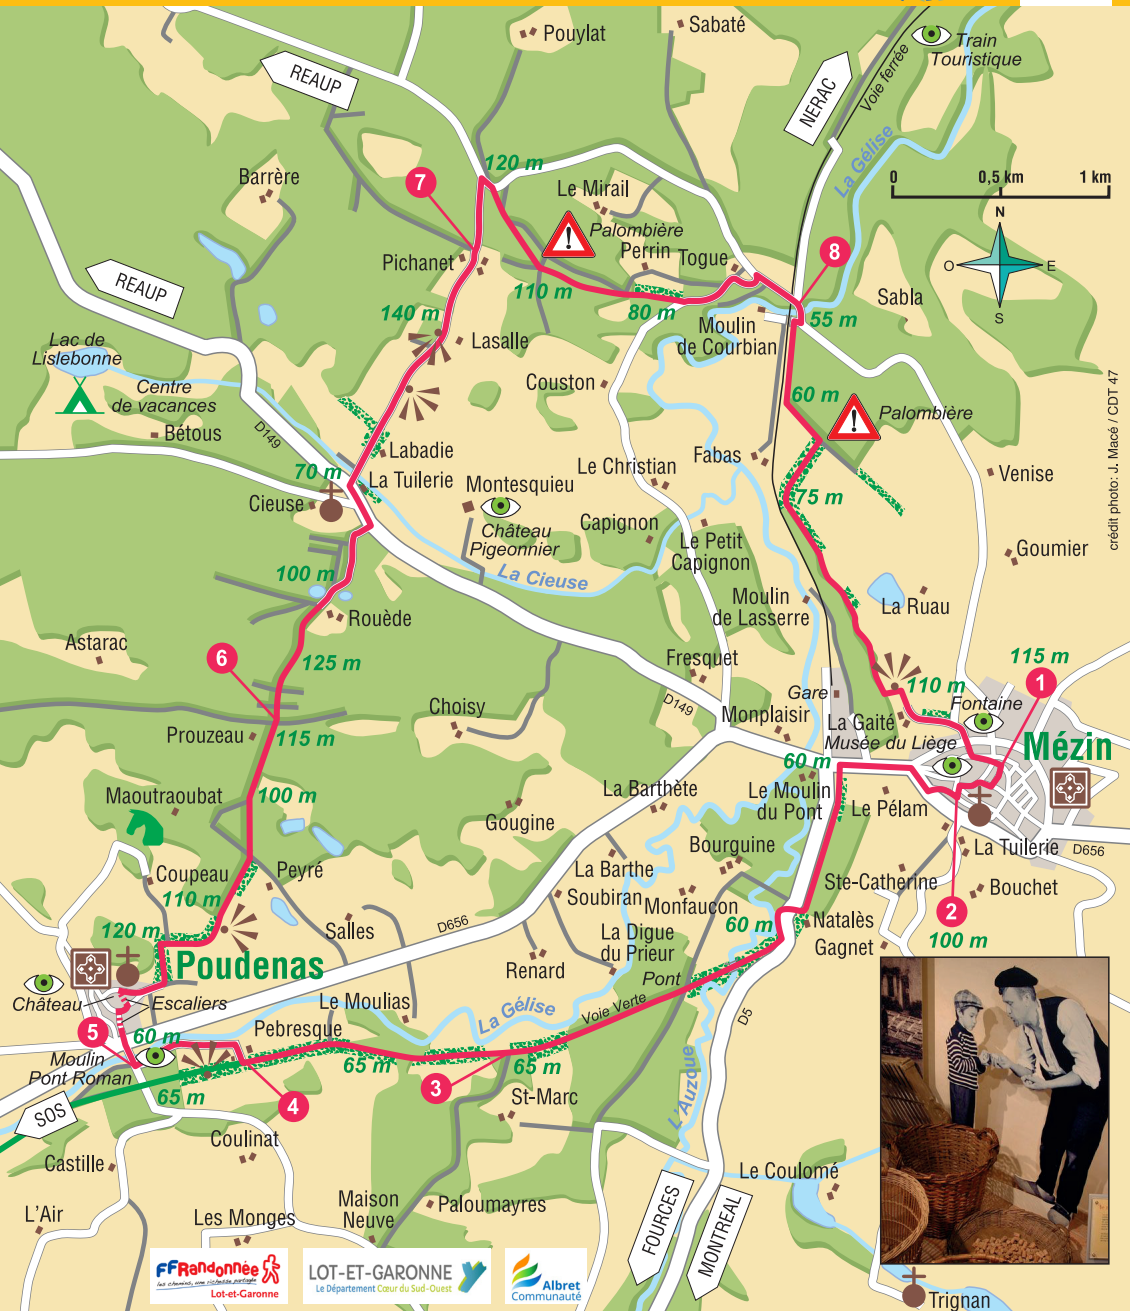 Pouylat
Sabaté
Train
Touristique
REAUP
NERAC
Voie ferrée
La Gélise
120 m
7
Barrère
Le Mirail
0
0,5 km
1 km
N
O
E
S
Palombière
Perrin
Togue
8
Pichanet
110 m
80 m
REAUP
140 m
Sabla
55 m
Moulin
de Courbian
Lasalle
Lac de
Lislebonne
Centre
de vacances
Couston
60 m
Palombière
crédit photo: J. Macé / CDT 47
Bétous
D149
Labadie
La Tuilerie
70 m
Cieuse
Montesquieu
Château
Pigeonnier
Le Christian
Fabas
75 m
Venise
Capignon
Le Petit
Capignon
Goumier
100 m
La Cieuse
Rouède
Moulin
de Lasserre
La Ruau
Astarac
6
125 m
Fresquet
115 m
1
110 m
D149
Gare
Fontaine
Choisy
Monplaisir
La Gaité
Musée du Liège
Mézin
Prouzeau
115 m
60 m
100 m
Maoutraoubat
La Barthète
Le Moulin
du Pont
Le Pélam
Gougine
Bourguine
La Tuilerie
D656
Coupeau
Peyré
La Barthe
Ste-Catherine
Bouchet
110 m
Soubiran
Monfaucon
2
100 m
120 m
Salles
D656
60 m
Natalès
Gagnet
La Digue
du Prieur
Poudenas
Renard
Pont
Château
Escaliers
Le Moulias
La Gélise
Voie Verte
D5
5
60 m
Pebresque
Moulin
Pont Roman
65 m
65 m
65 m
4
3
St-Marc
L'Auzoue
SOS
Coulinat
Castille
Le Coulomé
L'Air
Les Monges
Maison
Neuve
Paloumayres
FOURCES
MONTREAL
FFRandonnée
les chemins, une richesse partagée
Lot-et-Garonne
LOT-ET-GARONNE
Le Département Cœur du Sud-Ouest
Albret
Communauté
Trignan